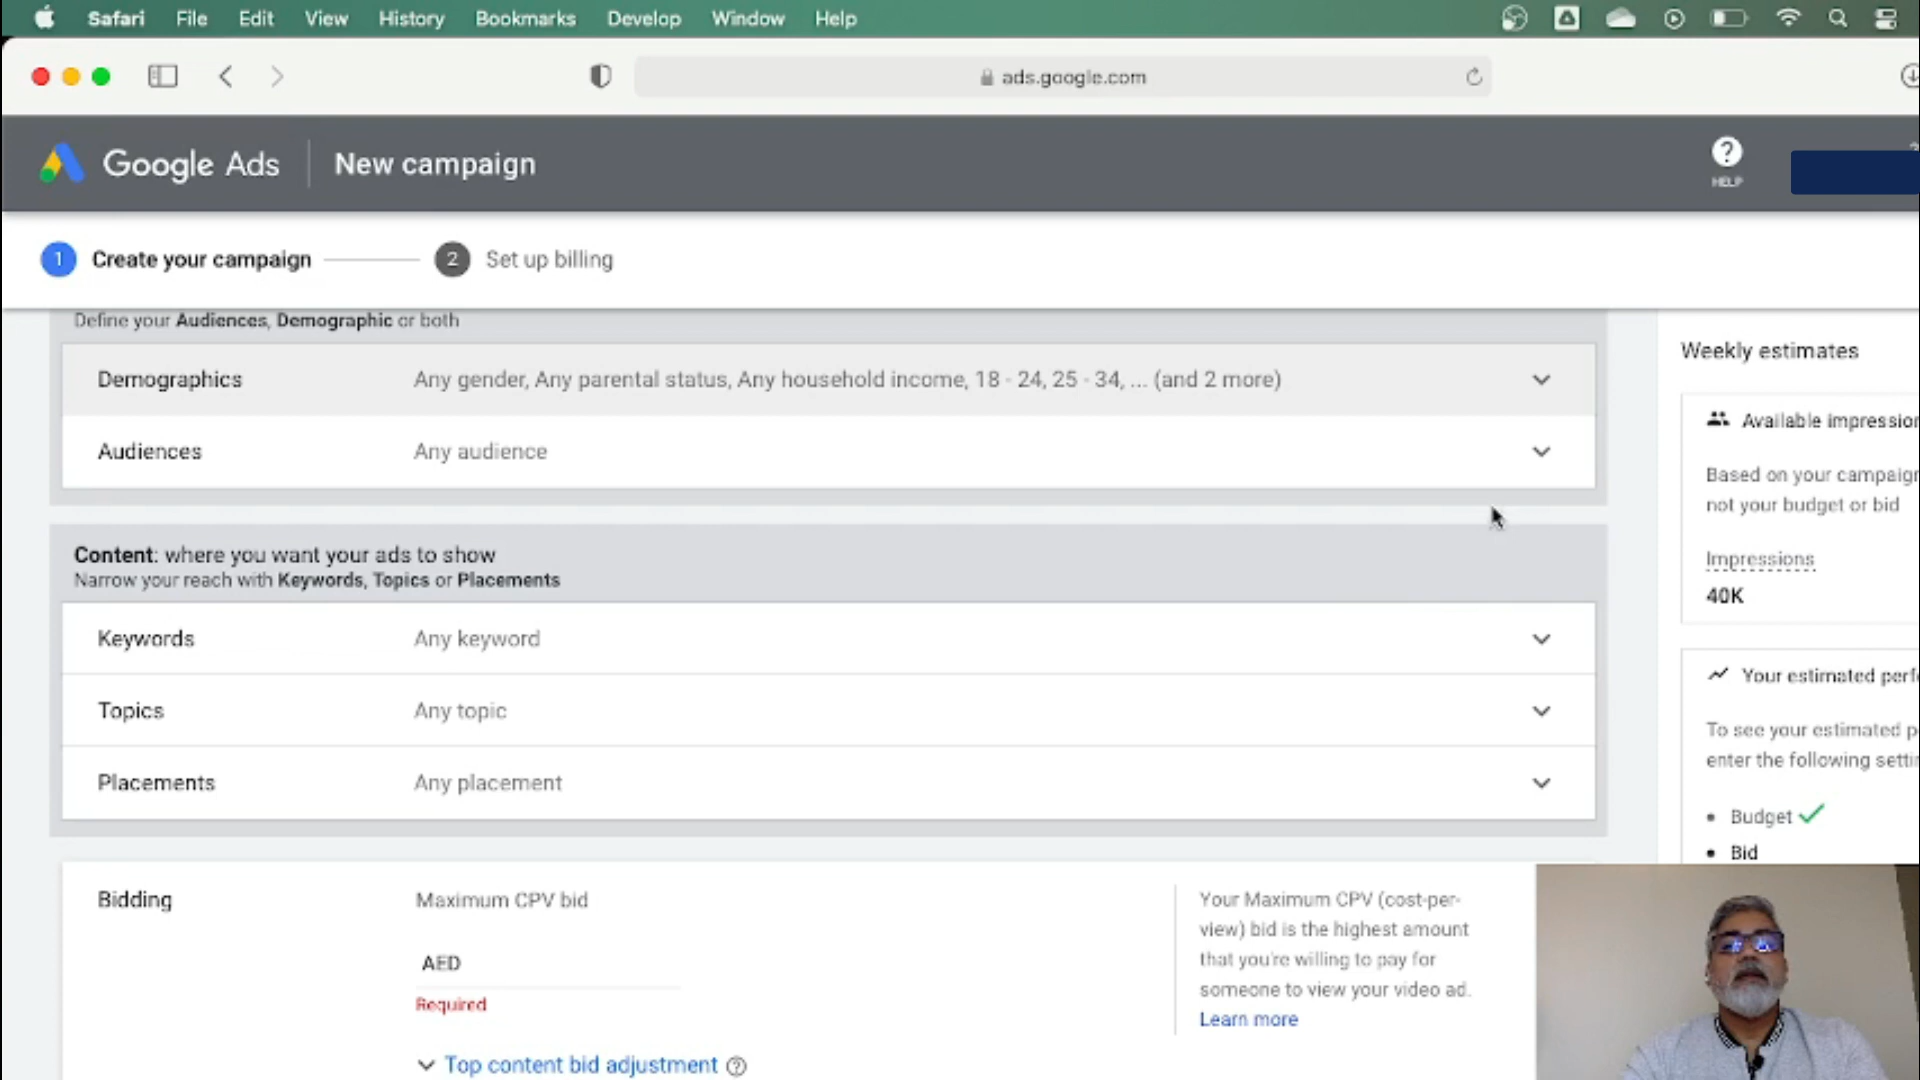 Safari File Edit View History Bookmarks Develop Window Help
ads.google.com
Google Ads New campaign
HELP
1 Create your campaign 2 Set up billing
Define your Audiences, Demographic or both
Demographics Any gender, Any parental status, Any household income, 18 - 24, 25 - 34, ... (and 2 more)
Audiences Any audience
Content: where you want your ads to show
Narrow your reach with Keywords, Topics or Placements
Keywords Any keyword
Topics Any topic
Placements Any placement
Bidding Maximum CPV bid
AED
Required
Top content bid adjustment
Your Maximum CPV (cost-per-
view) bid is the highest amount
that you're willing to pay for
someone to view your video ad.
Learn more
Weekly estimates
Available impression
Based on your campaign
not your budget or bid
Impressions
40K
Your estimated perf
To see your estimated p
enter the following setti
• Budget
• Bid